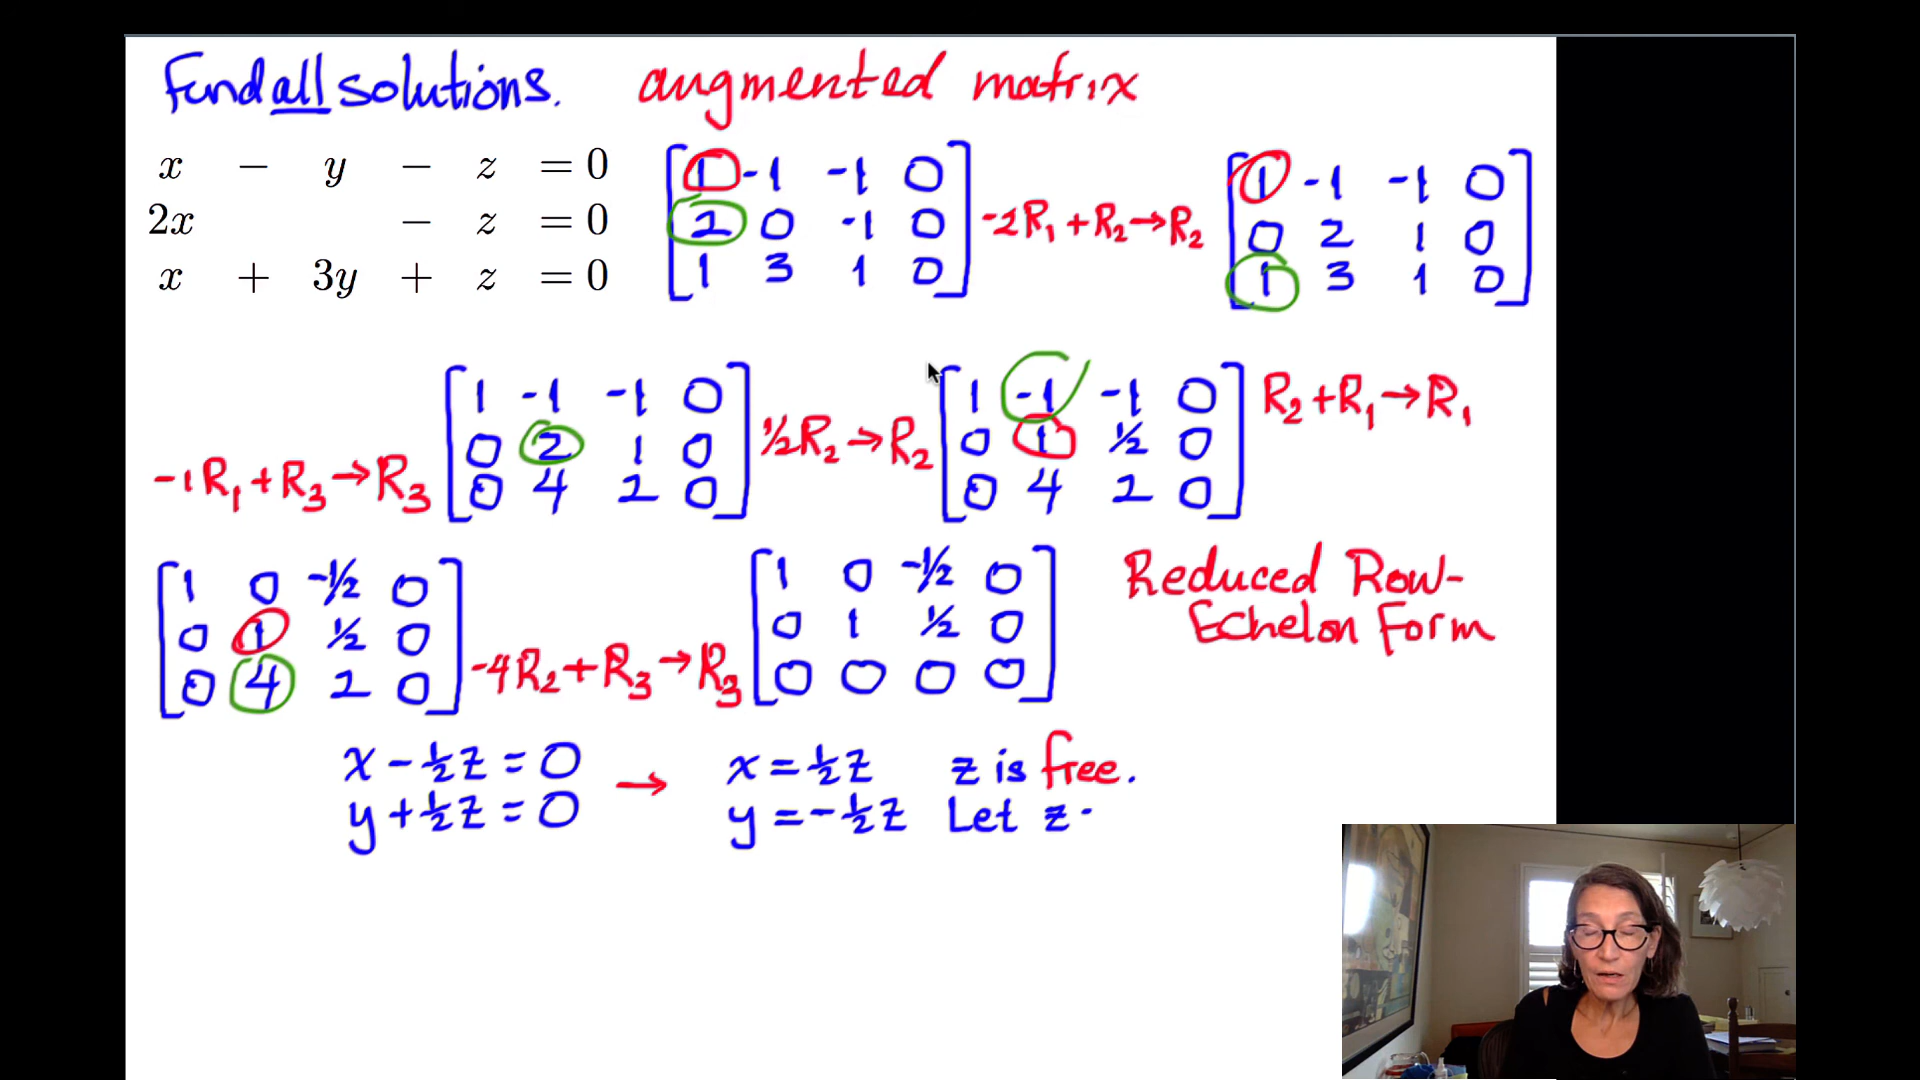 Find all solutions. augmented matrix
x - y - z = 0
2x - z = 0
x + 3y + z = 0
1 -1 -1 0
2 0 -1 0
1 3 1 0
-2R₁ + R₂ → R₂
1 -1 -1 0
0 2 1 0
1 3 1 0
-1R₁ + R₃ → R₃
1 -1 -1 0
0 2 1 0
0 4 2 0
½R₂ → R₂
1 -1 -1 0
0 1 ½ 0
0 4 2 0
R₂ + R₁ → R₁
1 0 -½ 0
0 1 ½ 0
0 4 2 0
-4R₂ + R₃ → R₃
1 0 -½ 0
0 1 ½ 0
0 0 0 0
Reduced Row-
Echelon Form
x - ½z = 0 → x = ½z z is free.
y + ½z = 0 y = -½z Let z -